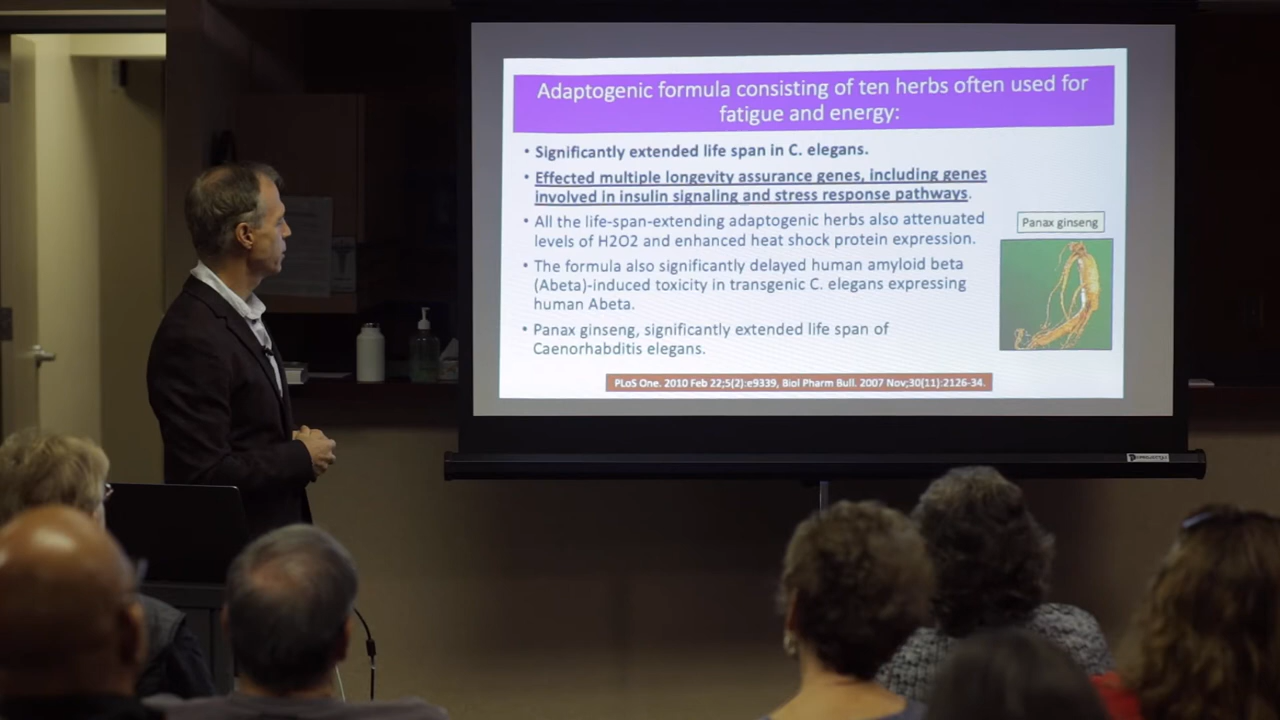 Adaptogenic formula consisting of ten herbs often used for
fatigue and energy:
• Significantly extended life span in C. elegans.
• Effected multiple longevity assurance genes, including genes
involved in insulin signaling and stress response pathways.
• All the life-span-extending adaptogenic herbs also attenuated
levels of H2O2 and enhanced heat shock protein expression.
Panax ginseng
• The formula also significantly delayed human amyloid beta
(Abeta)-induced toxicity in transgenic C. elegans expressing
human Abeta.
• Panax ginseng, significantly extended life span of
Caenorhabditis elegans.
PLoS One. 2010 Feb 22;5(2):e9339, Biol Pharm Bull. 2007 Nov;30(11):2126-34.